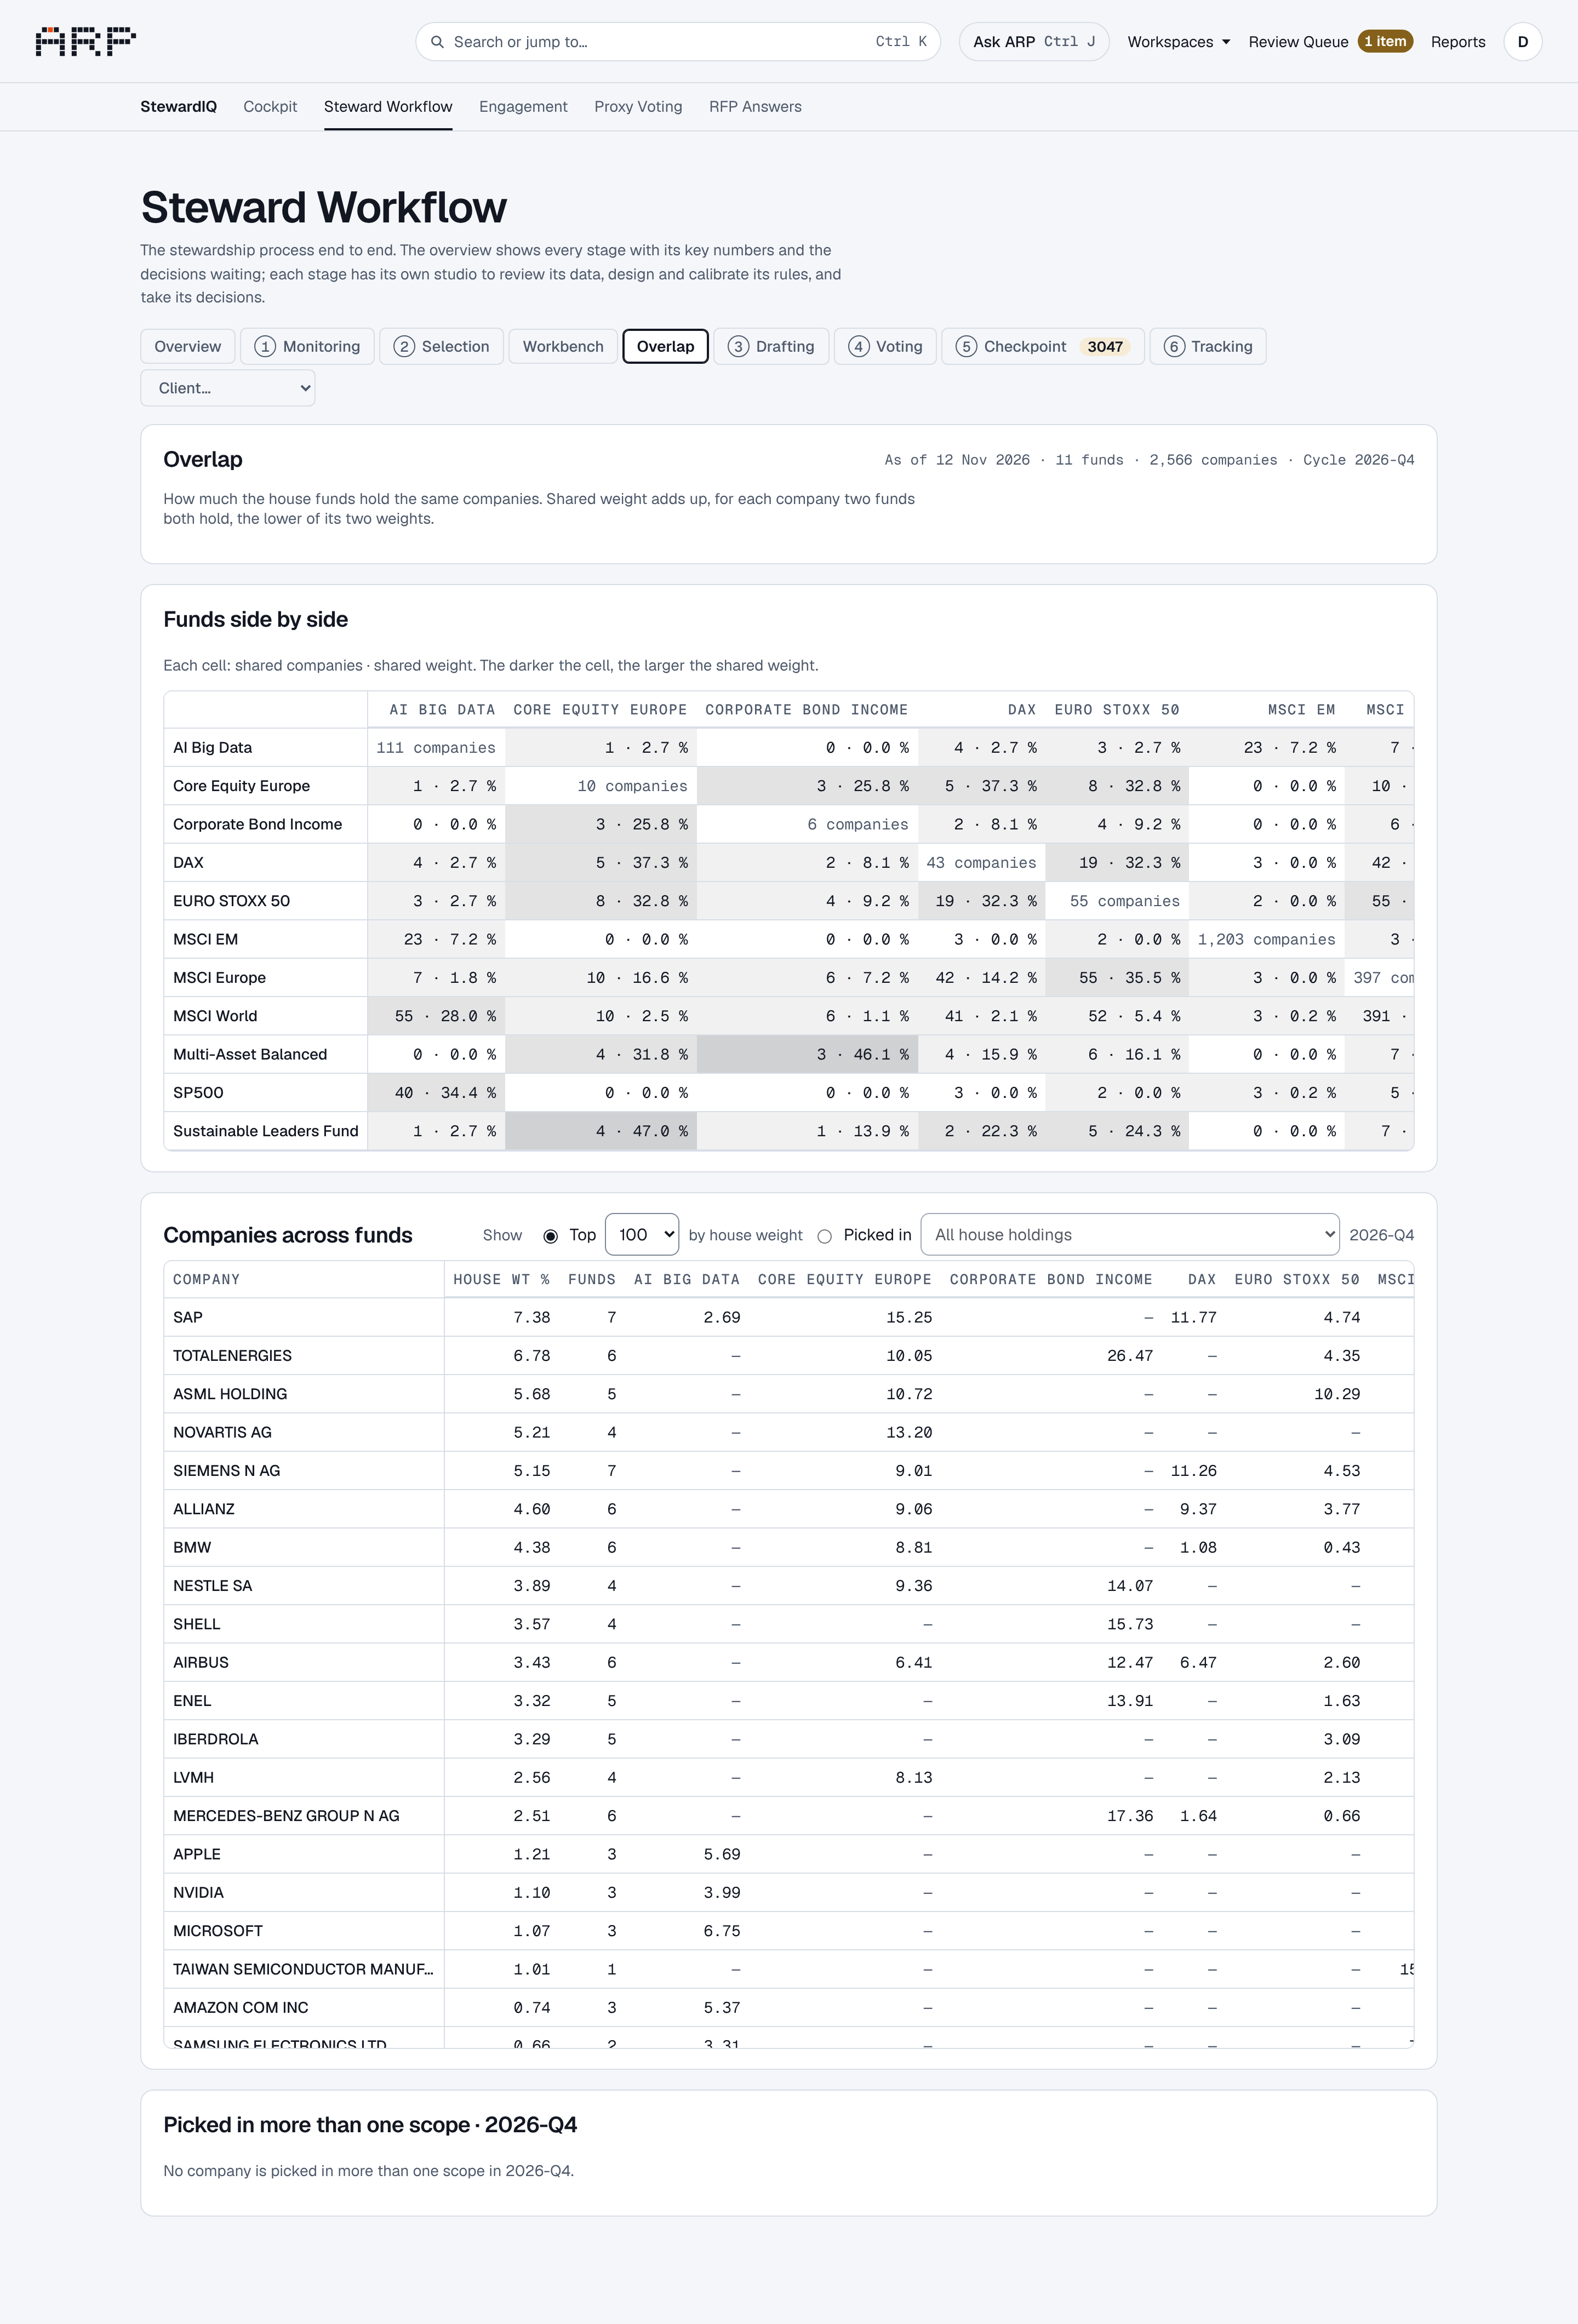 ARP
Search or jump to... Ctrl K
Ask ARP Ctrl J
Workspaces
Review Queue 1 item
Reports
D
StewardIQ Cockpit Steward Workflow Engagement Proxy Voting RFP Answers
Steward Workflow
The stewardship process end to end. The overview shows every stage with its key numbers and the
decisions waiting; each stage has its own studio to review its data, design and calibrate its rules, and
take its decisions.
Overview 1 Monitoring 2 Selection Workbench Overlap 3 Drafting 4 Voting 5 Checkpoint 3047 6 Tracking
Client...
Overlap As of 12 Nov 2026 · 11 funds · 2,566 companies · Cycle 2026-Q4
How much the house funds hold the same companies. Shared weight adds up, for each company two funds
both hold, the lower of its two weights.
Funds side by side
Each cell: shared companies · shared weight. The darker the cell, the larger the shared weight.
AI BIG DATA CORE EQUITY EUROPE CORPORATE BOND INCOME DAX EURO STOXX 50 MSCI EM MSCI
AI Big Data 111 companies 1 · 2.7 % 0 · 0.0 % 4 · 2.7 % 3 · 2.7 % 23 · 7.2 % 7 ·
Core Equity Europe 1 · 2.7 % 10 companies 3 · 25.8 % 5 · 37.3 % 8 · 32.8 % 0 · 0.0 % 10 ·
Corporate Bond Income 0 · 0.0 % 3 · 25.8 % 6 companies 2 · 8.1 % 4 · 9.2 % 0 · 0.0 % 6 ·
DAX 4 · 2.7 % 5 · 37.3 % 2 · 8.1 % 43 companies 19 · 32.3 % 3 · 0.0 % 42 ·
EURO STOXX 50 3 · 2.7 % 8 · 32.8 % 4 · 9.2 % 19 · 32.3 % 55 companies 2 · 0.0 % 55 ·
MSCI EM 23 · 7.2 % 0 · 0.0 % 0 · 0.0 % 3 · 0.0 % 2 · 0.0 % 1,203 companies 3 ·
MSCI Europe 7 · 1.8 % 10 · 16.6 % 6 · 7.2 % 42 · 14.2 % 55 · 35.5 % 3 · 0.0 % 397 com
MSCI World 55 · 28.0 % 10 · 2.5 % 6 · 1.1 % 41 · 2.1 % 52 · 5.4 % 3 · 0.2 % 391 ·
Multi-Asset Balanced 0 · 0.0 % 4 · 31.8 % 3 · 46.1 % 4 · 15.9 % 6 · 16.1 % 0 · 0.0 % 7 ·
SP500 40 · 34.4 % 0 · 0.0 % 0 · 0.0 % 3 · 0.0 % 2 · 0.0 % 3 · 0.2 % 5 ·
Sustainable Leaders Fund 1 · 2.7 % 4 · 47.0 % 1 · 13.9 % 2 · 22.3 % 5 · 24.3 % 0 · 0.0 % 7 ·
Companies across funds Show Top 100 by house weight Picked in All house holdings 2026-Q4
COMPANY HOUSE WT % FUNDS AI BIG DATA CORE EQUITY EUROPE CORPORATE BOND INCOME DAX EURO STOXX 50 MSCI
SAP 7.38 7 2.69 15.25 — 11.77 4.74
TOTALENERGIES 6.78 6 — 10.05 26.47 — 4.35
ASML HOLDING 5.68 5 — 10.72 — — 10.29
NOVARTIS AG 5.21 4 — 13.20 — — —
SIEMENS N AG 5.15 7 — 9.01 — 11.26 4.53
ALLIANZ 4.60 6 — 9.06 — 9.37 3.77
BMW 4.38 6 — 8.81 — 1.08 0.43
NESTLE SA 3.89 4 — 9.36 14.07 — —
SHELL 3.57 4 — — 15.73 — —
AIRBUS 3.43 6 — 6.41 12.47 6.47 2.60
ENEL 3.32 5 — — 13.91 — 1.63
IBERDROLA 3.29 5 — — — — 3.09
LVMH 2.56 4 — 8.13 — — 2.13
MERCEDES-BENZ GROUP N AG 2.51 6 — — 17.36 1.64 0.66
APPLE 1.21 3 5.69 — — — —
NVIDIA 1.10 3 3.99 — — — —
MICROSOFT 1.07 3 6.75 — — — —
TAIWAN SEMICONDUCTOR MANUF... 1.01 1 — — — — — 15
AMAZON COM INC 0.74 3 5.37 — — — —
SAMSUNG ELECTRONICS LTD 0.66 2 3.31 — — — —
Picked in more than one scope · 2026-Q4
No company is picked in more than one scope in 2026-Q4.